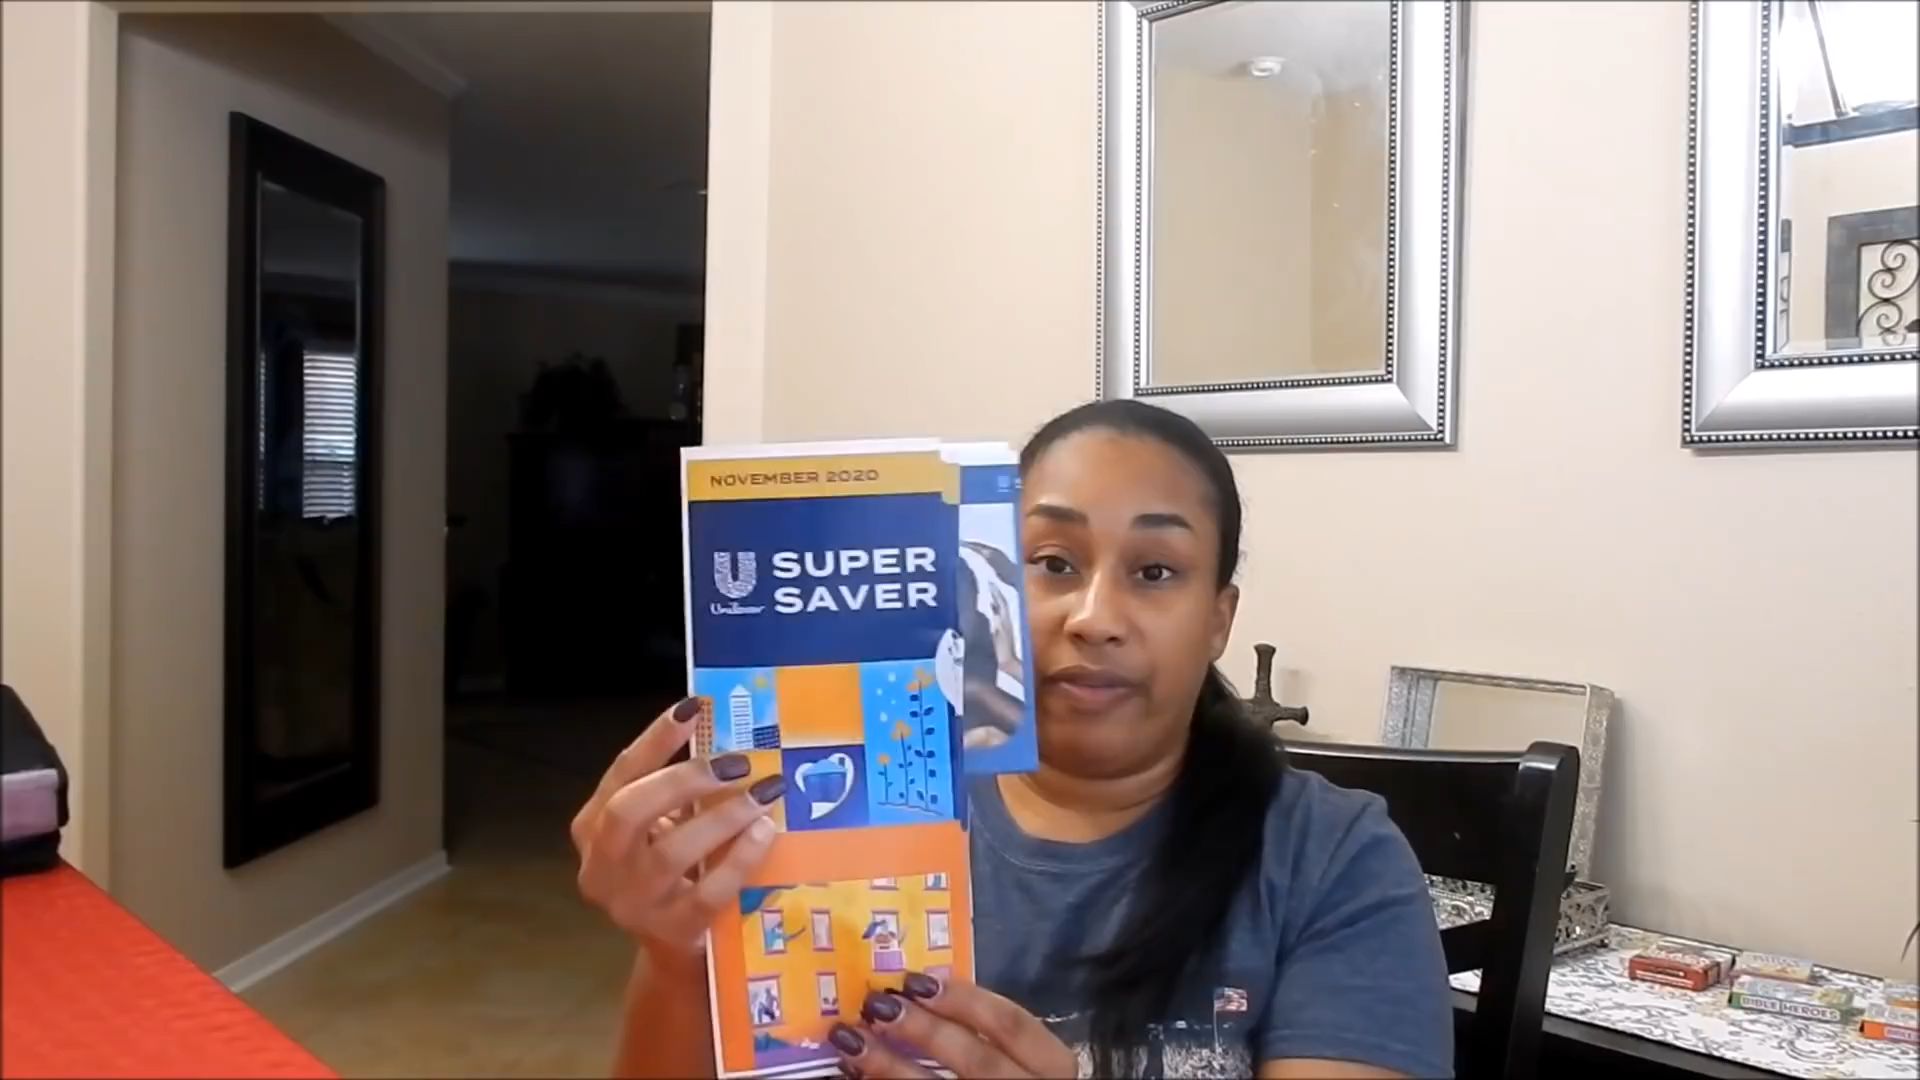 NOVEMBER 2020
SUPER
SAVER
Unilever
BIBLE HEROES